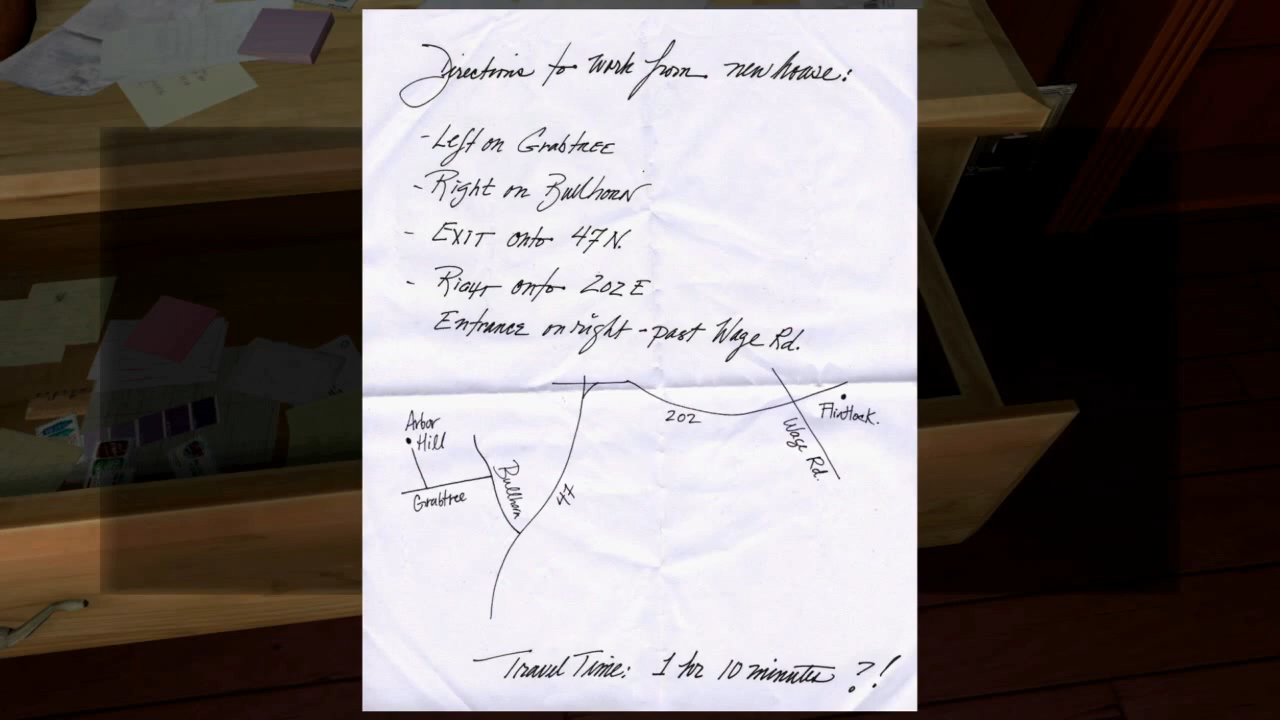 Directions to work from new house:
- Left on Grabtree
- Right on Bullhorn
- Exit onto 47 N.
- Right onto 202 E
Entrance on right - past Wage Rd.
Arbor
Hill
Grabtree
Bullhorn
47
202
Wage Rd.
Flintlock.
Travel Time: 1 hr 10 minutes ?!